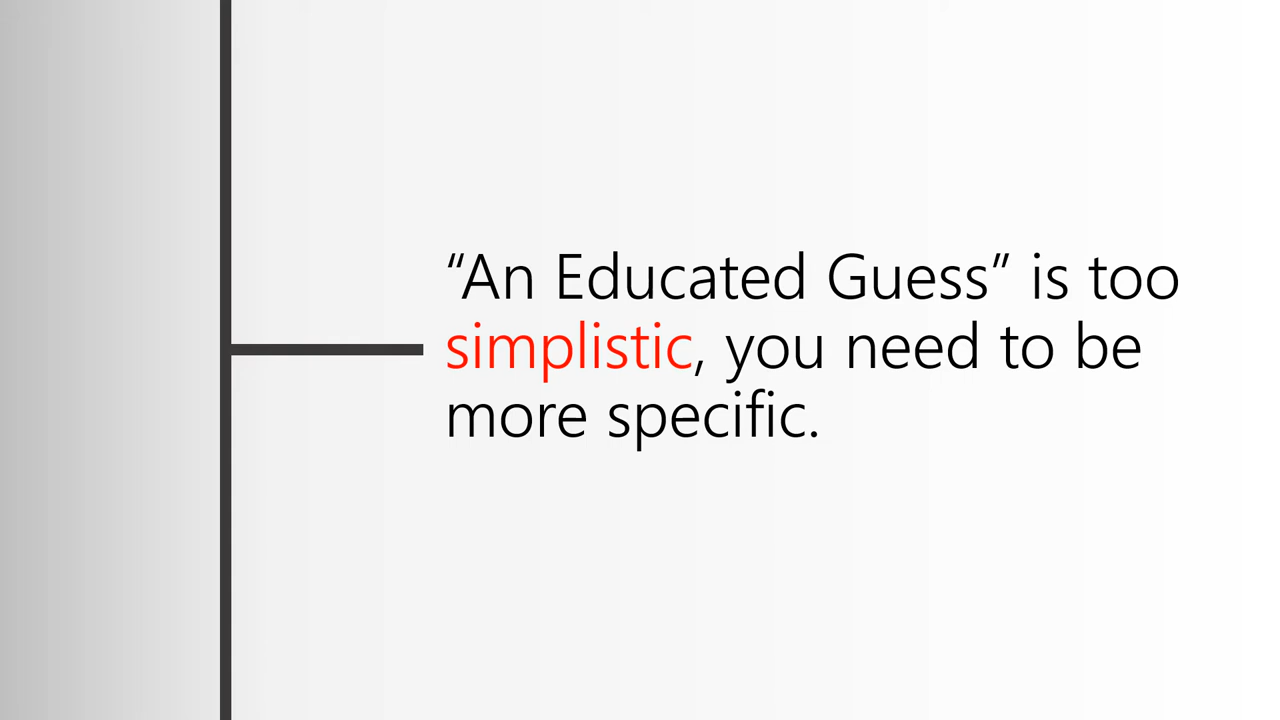 “An Educated Guess” is too
simplistic, you need to be
more specific.